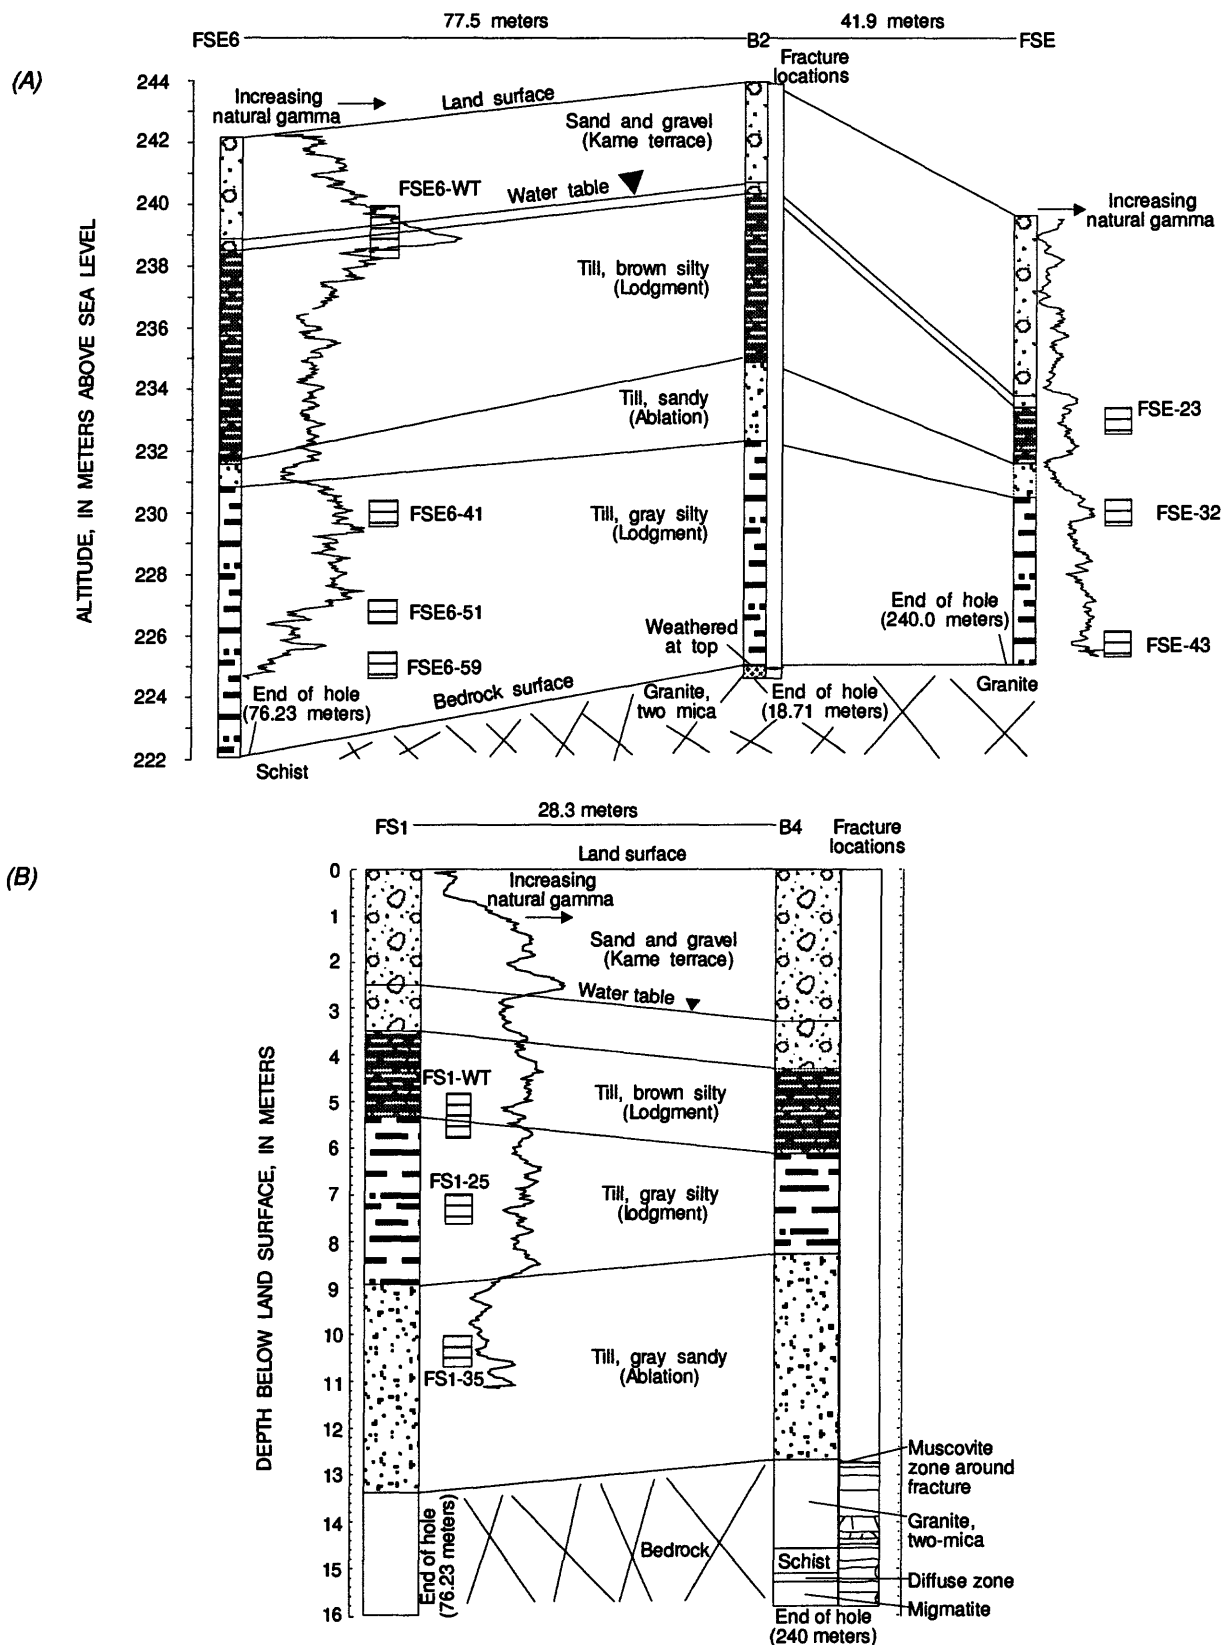 77.5 meters
41.9 meters
FSE6
B2
FSE
(A)
Fracture
locations
244
242
240
238
236
234
232
230
228
226
224
222
ALTITUDE, IN METERS ABOVE SEA LEVEL
Increasing
natural gamma
Land surface
Sand and gravel
(Kame terrace)
FSE6-WT
Water table
Increasing
natural gamma
Till, brown silty
(Lodgment)
Till, sandy
(Ablation)
FSE-23
FSE6-41
Till, gray silty
(Lodgment)
FSE-32
FSE6-51
End of hole
(240.0 meters)
Weathered
at top
FSE-43
FSE6-59
End of hole
(76.23 meters)
Bedrock surface
Granite,
two mica
End of hole
(18.71 meters)
Granite
Schist
28.3 meters
FS1
B4
Fracture
locations
(B)
Land surface
0
1
2
3
4
5
6
7
8
9
10
11
12
13
14
15
16
DEPTH BELOW LAND SURFACE, IN METERS
Increasing
natural gamma
Sand and gravel
(Kame terrace)
Water table
FS1-WT
Till, brown silty
(Lodgment)
FS1-25
Till, gray silty
(lodgment)
FS1-35
Till, gray sandy
(Ablation)
Muscovite
zone around
fracture
Granite,
two-mica
End of hole
(76.23 meters)
Bedrock
Schist
Diffuse zone
Migmatite
End of hole
(240 meters)